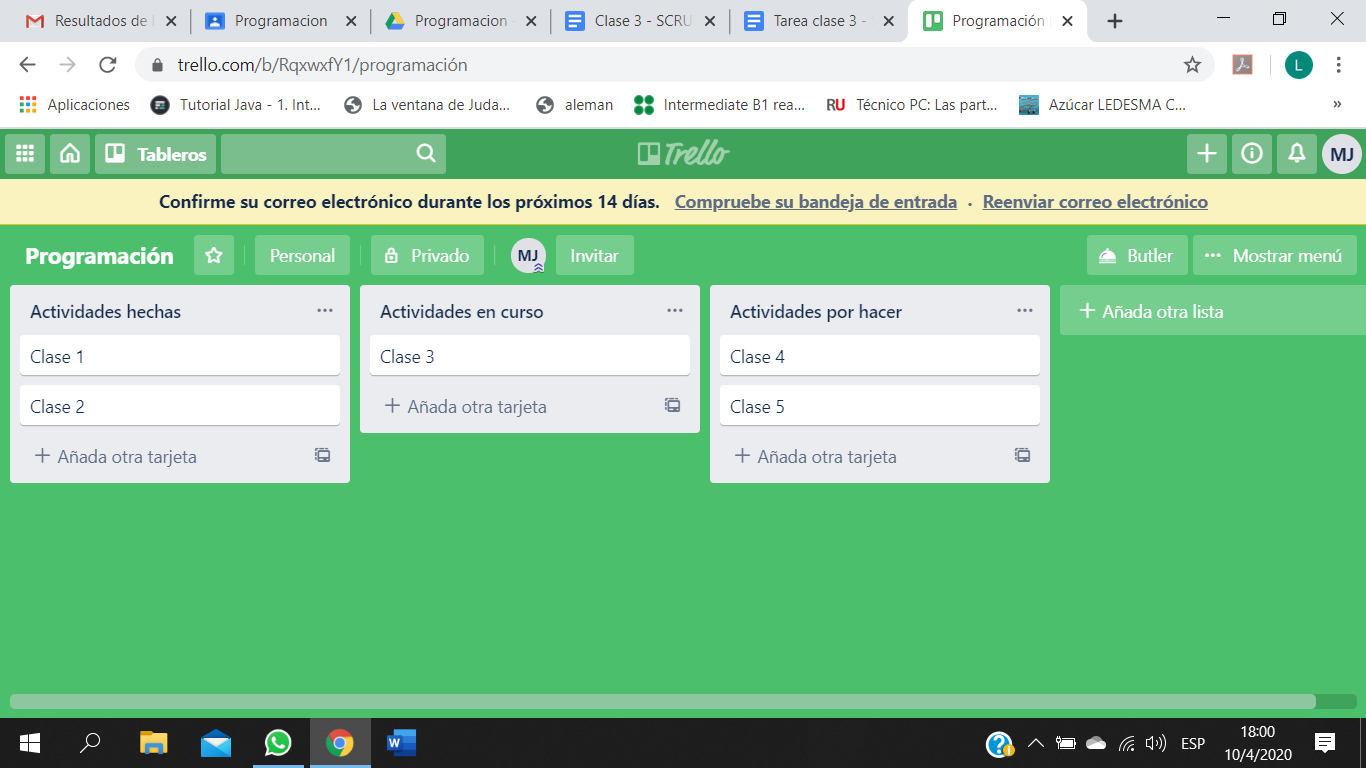 Resultados de
Programacion
Programacion -
Clase 3 - SCRU
Tarea clase 3 -
Programación
trello.com/b/RqxwxfY1/programación
L
Aplicaciones
Tutorial Java - 1. Int...
La ventana de Juda...
aleman
Intermediate B1 rea...
RU Técnico PC: Las part...
Azúcar LEDESMA C...
»
Tableros
Trello
MJ
Confirme su correo electrónico durante los próximos 14 días. Compruebe su bandeja de entrada · Reenviar correo electrónico
Programación
Personal
Privado
MJ
Invitar
Butler
Mostrar menú
Actividades hechas
Clase 1
Clase 2
Añada otra tarjeta
Actividades en curso
Clase 3
Añada otra tarjeta
Actividades por hacer
Clase 4
Clase 5
Añada otra tarjeta
Añada otra lista
ESP
18:00
10/4/2020